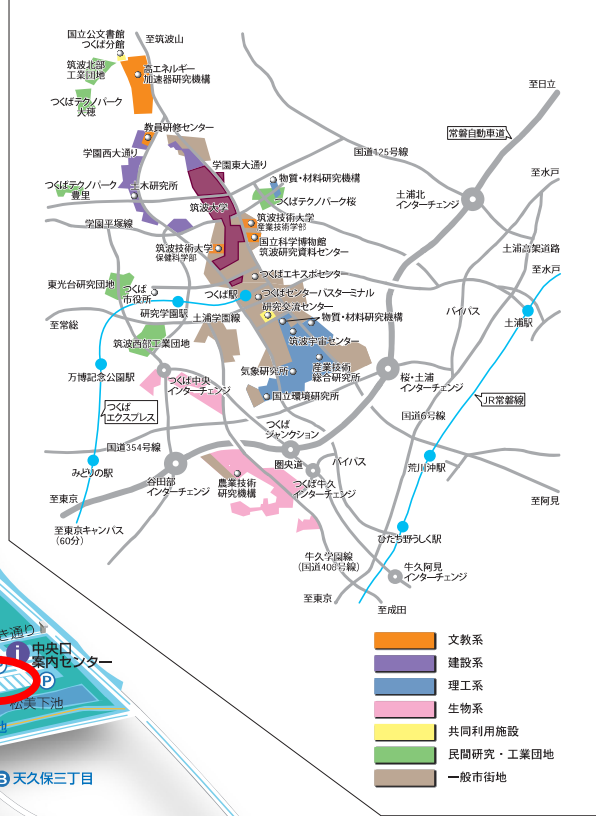 国立公文書館
つくば分館
至筑波山
筑波北部
工業団地
高エネルギー
加速器研究機構
つくばテクノパーク
大穂
至日立
教員研修センター
常磐自動車道
学園西大通り
国道125号線
学園東大通り
至水戸
つくばテクノパーク
豊里
土木研究所
物質・材料研究機構
つくばテクノパーク桜
土浦北
インターチェンジ
筑波大学
学園平塚線
筑波技術大学
産業技術学部
国立科学博物館
筑波研究資料センター
筑波技術大学
保健科学部
土浦高架道路
至水戸
つくばエキスポセンター
東光台研究団地
つくば
市役所
つくば駅
つくばセンターバスターミナル
研究学園駅
研究交流センター
土浦学園線
物質・材料研究機構
バイパス
至常総
土浦駅
筑波西部工業団地
筑波宇宙センター
気象研究所
産業技術
総合研究所
万博記念公園駅
つくば中央
インターチェンジ
桜・土浦
インターチェンジ
国立環境研究所
JR常磐線
つくば
エクスプレス
国道6号線
つくば
ジャンクション
国道354号線
圏央道
バイパス
荒川沖駅
みどりの駅
谷田部
インターチェンジ
農業技術
研究機構
つくば牛久
インターチェンジ
至東京
至阿見
至東京キャンパス
(60分)
ひたち野うしく駅
牛久学園線
(国道408号線)
牛久阿見
インターチェンジ
至東京
至成田
き通り
中央口
案内センター
P
松美下池
池
天久保三丁目
文教系
建設系
理工系
生物系
共同利用施設
民間研究・工業団地
一般市街地